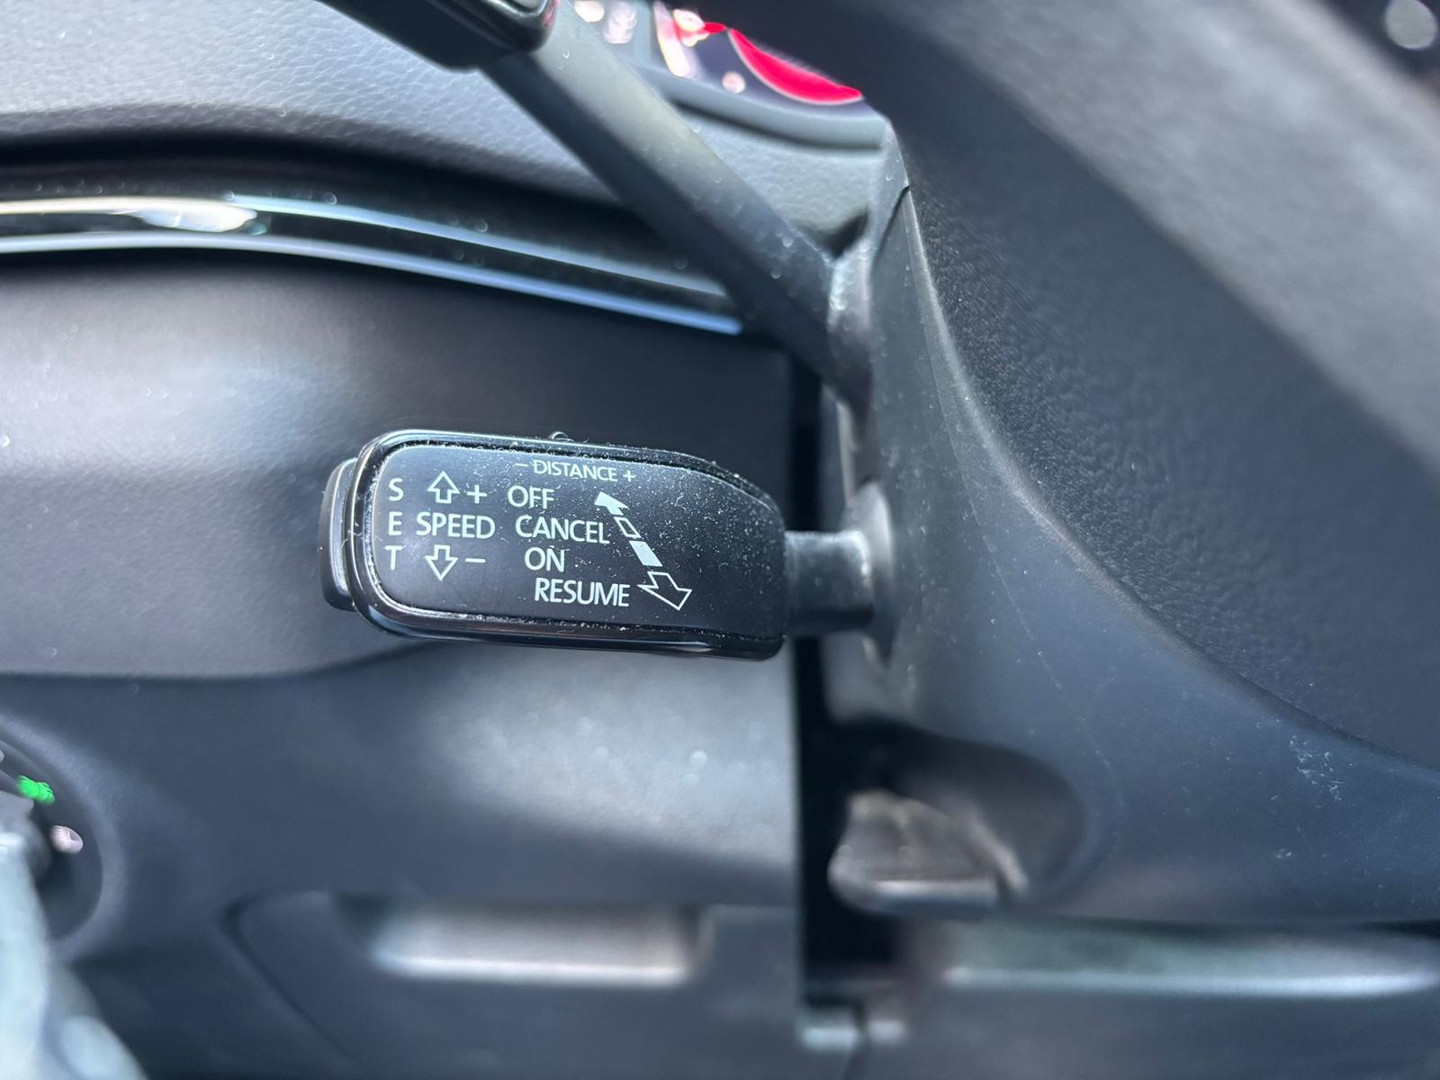 - DISTANCE +
S + OFF
E SPEED CANCEL
T - ON
RESUME